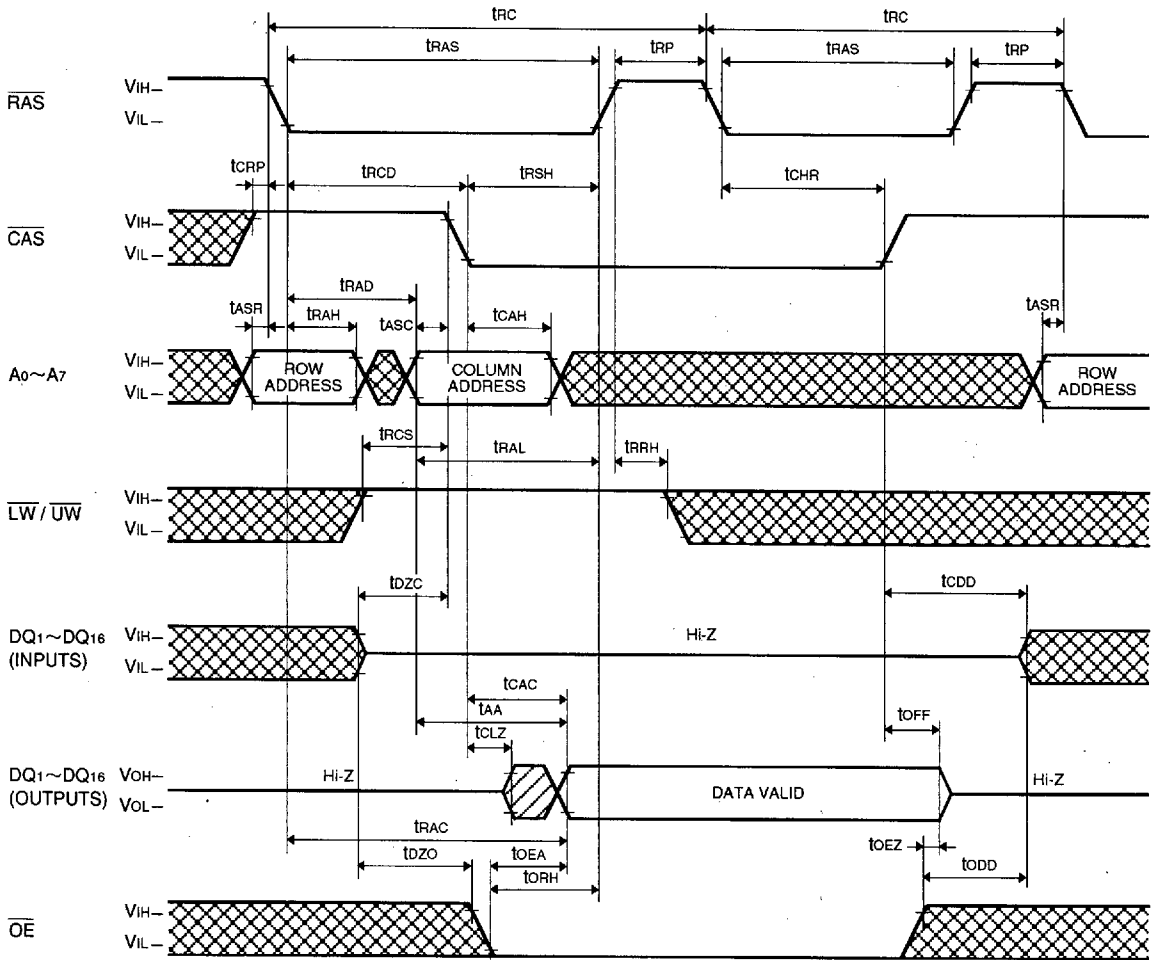 tRC tRC
tRAS tRP tRAS tRP
RAS VIH VIL
tCRP tRCD tRSH tCHR
CAS VIH VIL
tRAD
tASR tRAH tASC tCAH tASR
A0~A7 VIH VIL
ROW ADDRESS
COLUMN ADDRESS
ROW ADDRESS
tRCS tRAL tRRH
LW / UW VIH VIL
tDZC tCDD
DQ1~DQ16 (INPUTS) VIH VIL
Hi-Z
tCAC
tAA
tCLZ tOFF
DQ1~DQ16 (OUTPUTS) VOH VOL
Hi-Z DATA VALID Hi-Z
tRAC
tDZO tOEA tOEZ tODD
tORH
OE VIH VIL